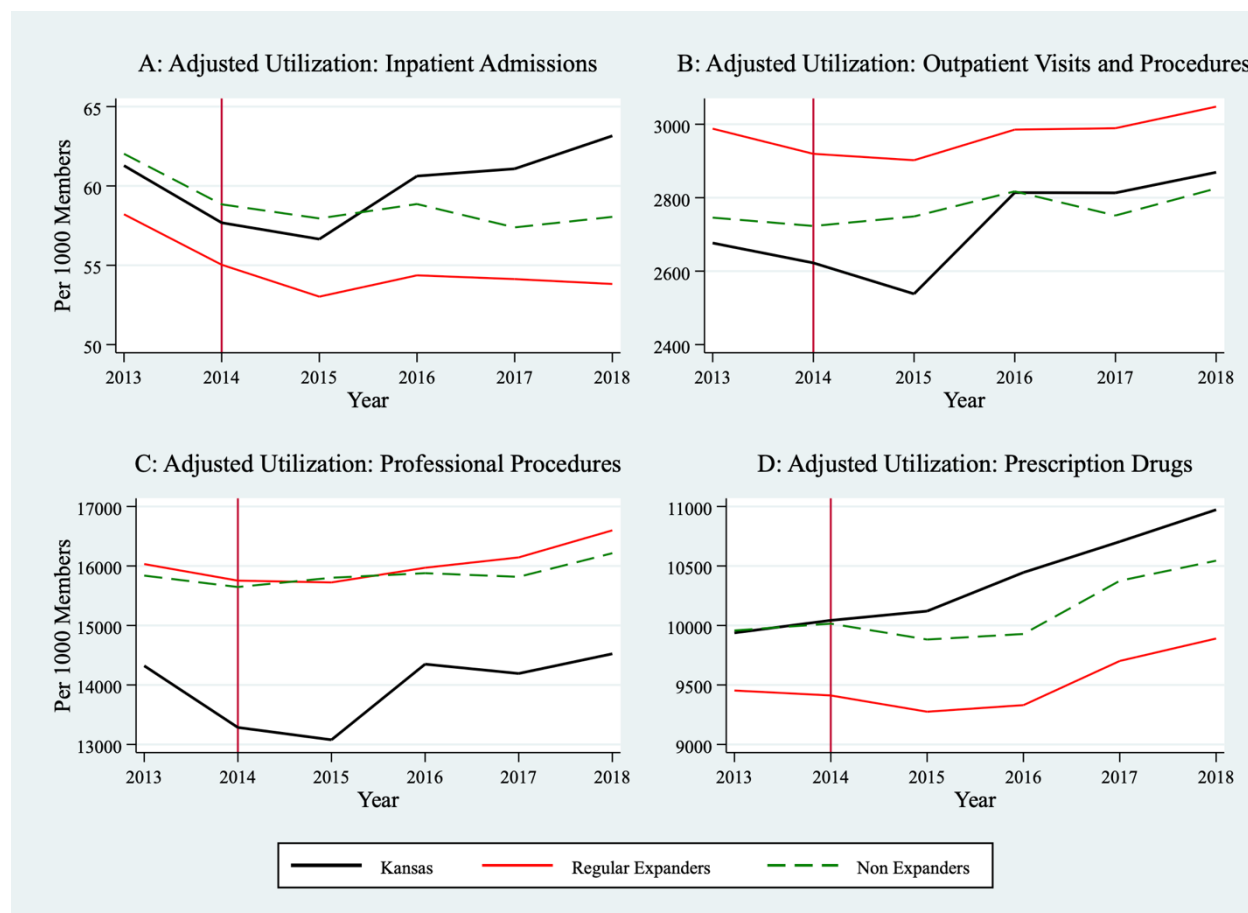 A: Adjusted Utilization: Inpatient Admissions
Per 1000 Members
65
60
55
50
2013 2014 2015 2016 2017 2018
Year
B: Adjusted Utilization: Outpatient Visits and Procedures
3000
2800
2600
2400
2013 2014 2015 2016 2017 2018
Year
C: Adjusted Utilization: Professional Procedures
Per 1000 Members
17000
16000
15000
14000
13000
2013 2014 2015 2016 2017 2018
Year
D: Adjusted Utilization: Prescription Drugs
11000
10500
10000
9500
9000
2013 2014 2015 2016 2017 2018
Year
Kansas Regular Expanders Non Expanders